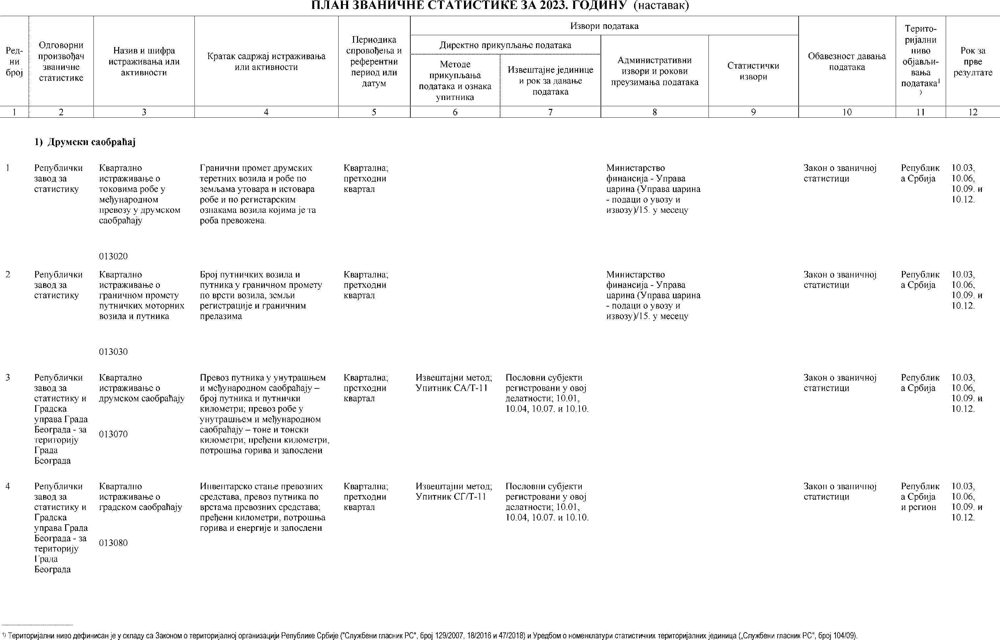 ПЛАН ЗВАНИЧНЕ СТАТИСТИКЕ ЗА 2023. ГОДИНУ (наставак)
Ред-
ни
број
Одговорни
произвођач
званичне
статистике
Назив и шифра
истраживања или
активности
Кратак садржај истраживања
или активности
Периодика
спровођења и
референтни
период или
датум
Извори података
Директно прикупљање података
Методе
прикупљања
података и ознака
упитника
Извештајне јединице
и рок за давање
података
Административни
извори и рокови
преузимања података
Статистички
извори
Обавезност давања
података
Терито-
ријални
ниво
објављи-
вања
података¹
)
Рок за
прве
резултате
1 2 3 4 5 6 7 8 9 10 11 12
1) Друмски саобраћај
1
Републички
завод за
статистику
Квартално
истраживање о
токовима робе у
међународном
превозу у друмском
саобраћају
013020
Гранични промет друмских
теретних возила и робе по
земљама утовара и истовара
робе и по регистарским
ознакама возила којима је та
роба превожена.
Квартална;
претходни
квартал
Министарство
финансија - Управа
царина (Управа царина
- подаци о увозу и
извозу)/15. у месецу
Закон о званичној
статистици
Републик
а Србија
10.03,
10.06,
10.09. и
10.12.
2
Републички
завод за
статистику
Квартално
истраживање о
граничном промету
путничких моторних
возила и путника
013030
Број путничких возила и
путника у граничном промету
по врсти возила, земљи
регистрације и граничним
прелазима
Квартална;
претходни
квартал
Министарство
финансија - Управа
царина (Управа царина
- подаци о увозу и
извозу)/15. у месецу
Закон о званичној
статистици
Републик
а Србија
10.03,
10.06,
10.09. и
10.12.
3
Републички
завод за
статистику и
Градска
управа Града
Београда - за
територију
Града
Београда
Квартално
истраживање о
друмском саобраћају
013070
Превоз путника у унутрашњем
и међународном саобраћају –
број путника и путнички
километри; превоз робе у
унутрашњем и међународном
саобраћају – тоне и тонски
километри; пређени километри,
потрошња горива и запослени
Квартална;
претходни
квартал
Извештајни метод;
Упитник СА/Т-11
Пословни субјекти
регистровани у овој
делатности; 10.01,
10.04, 10.07. и 10.10.
Закон о званичној
статистици
Републик
а Србија
10.03,
10.06,
10.09. и
10.12.
4
Републички
завод за
статистику и
Градска
управа Града
Београда - за
територију
Града
Београда
Квартално
истраживање о
градском саобраћају
013080
Инвентарско стање превозних
средстава, превоз путника по
врстама превозних средстава;
пређени километри, потрошња
горива и енергије и запослени
Квартална;
претходни
квартал
Извештајни метод;
Упитник СГ/Т-11
Пословни субјекти
регистровани у овој
делатности; 10.01,
10.04, 10.07. и 10.10.
Закон о званичној
статистици
Републик
а Србија
и регион
10.03,
10.06,
10.09. и
10.12.
¹⁾ Територијални ниво дефинисан је у складу са Законом о територијалној организацији Републике Србије ("Службени гласник РС", број 129/2007, 18/2016 и 47/2018) и Уредбом о номенклатури статистичких територијалних јединица („Службени гласник РС", број 104/09).